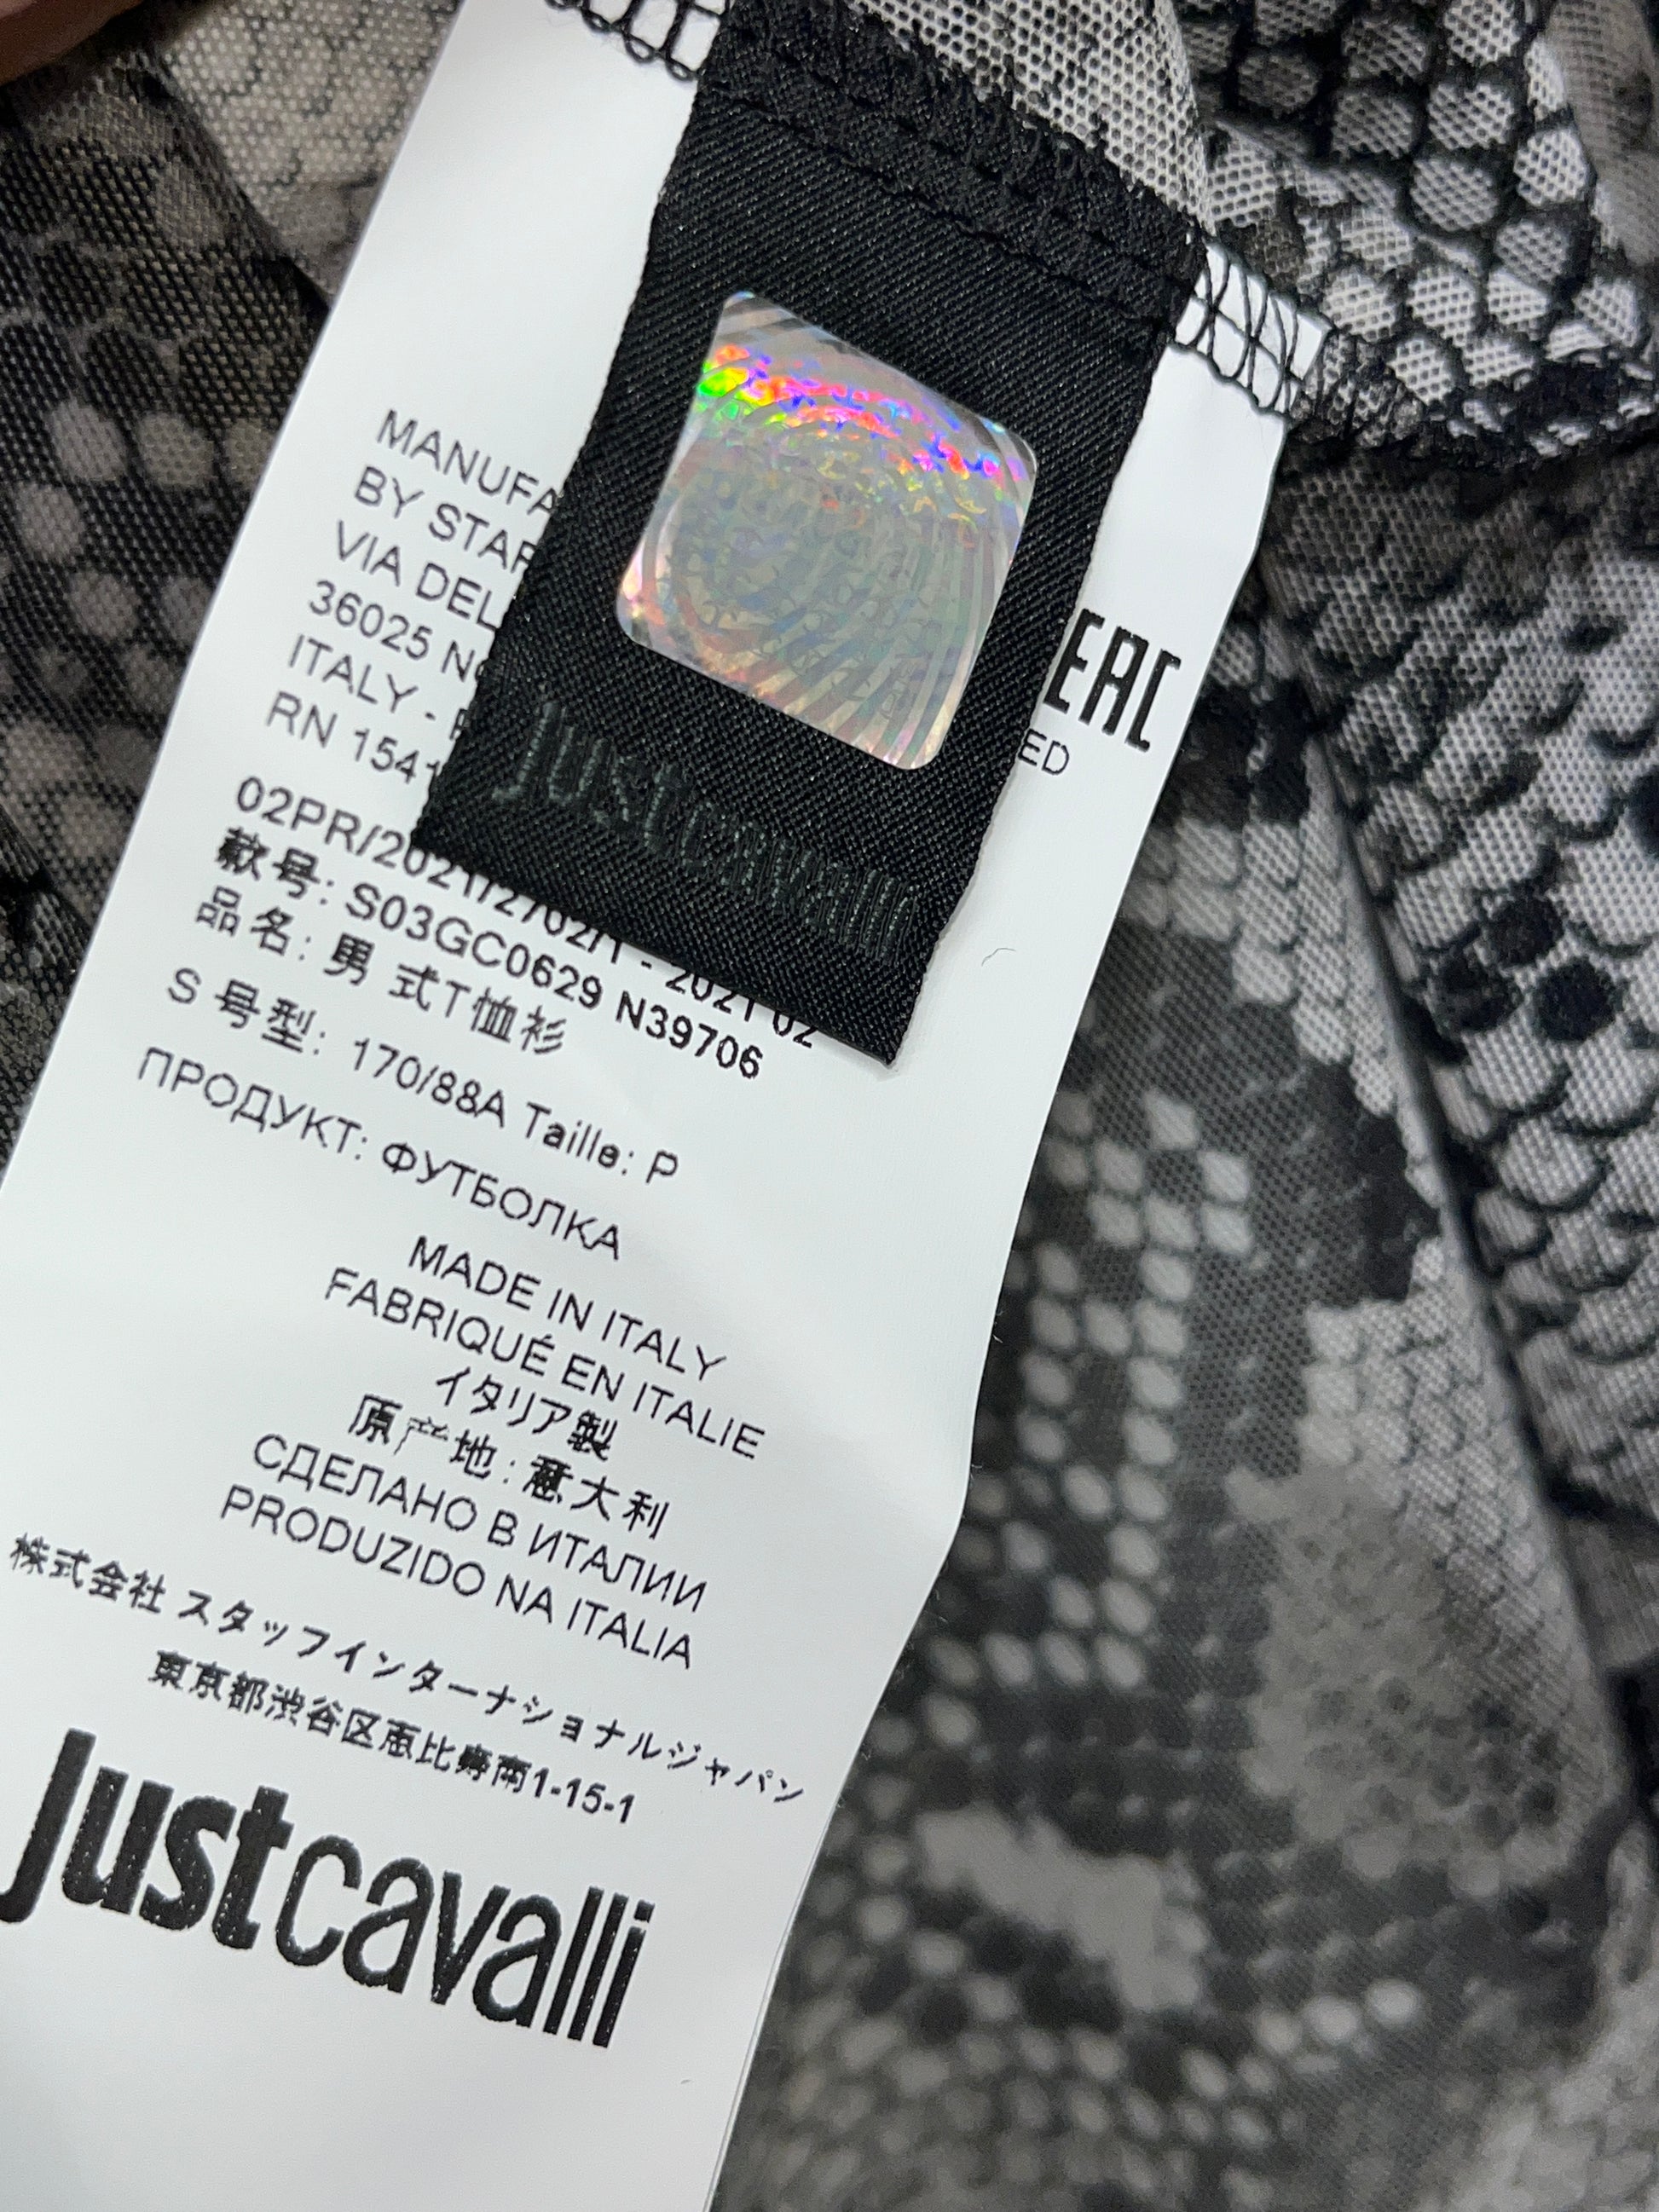 MANUFA
BY STAF
VIA DEL
36025 NO
ITALY -
RN 1541
EAC
ED
02PR/2021/27021/1 - 2021 02
款号: S03GC0629 N39706
品名: 男 式T恤衫
S 号型: 170/88A Taille: P
ПРОДУКТ: ФУТБОЛКА
MADE IN ITALY
FABRIQUÉ EN ITALIE
イタリア製
原产地: 意大利
СДЕЛАНО В ИТАЛИИ
PRODUZIDO NA ITALIA
株式会社 スタッフインターナショナルジャパン
東京都渋谷区恵比寿南1-15-1
justcavalli
justcavalli